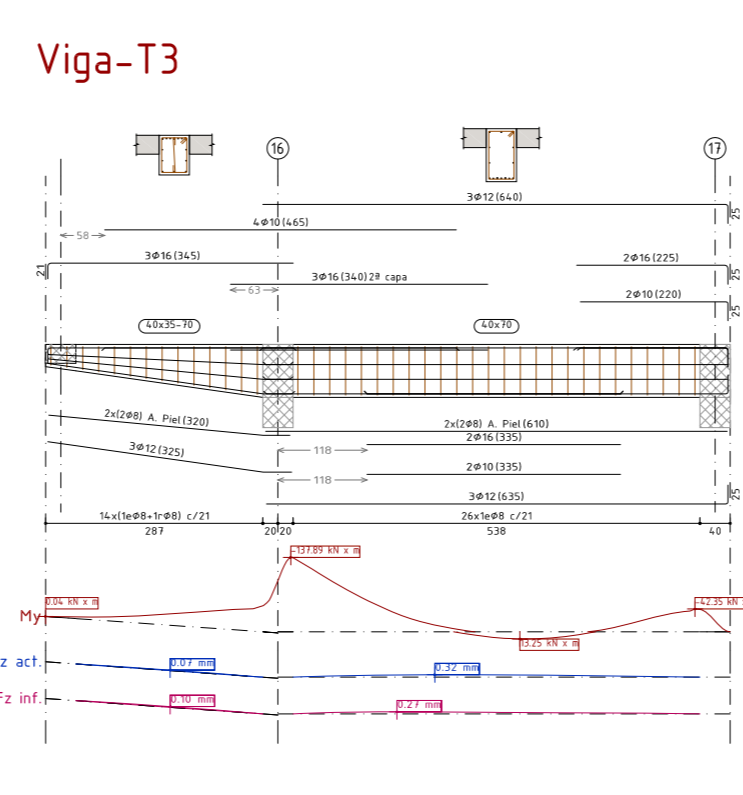 Viga-T3
16
17
3Ø12(640)
25
4Ø10(465)
58
3Ø16(345)
2Ø16(225)
21
25
3Ø16(340)2ª capa
63
2Ø10(220)
25
40x35-70
40x70
2x(2Ø8) A. Piel(320)
2x(2Ø8) A. Piel(610)
2Ø16(335)
3Ø12(325)
118
2Ø10(335)
118
3Ø12(635)
25
14x(1eØ8+1rØ8) c/21
26x1eØ8 c/21
287
20
20
538
40
-137.89 kN x m
0.04 kN x m
-42.35 kN
My
13.25 kN x m
z act.
0.07 mm
0.32 mm
Fz inf.
0.10 mm
0.27 mm